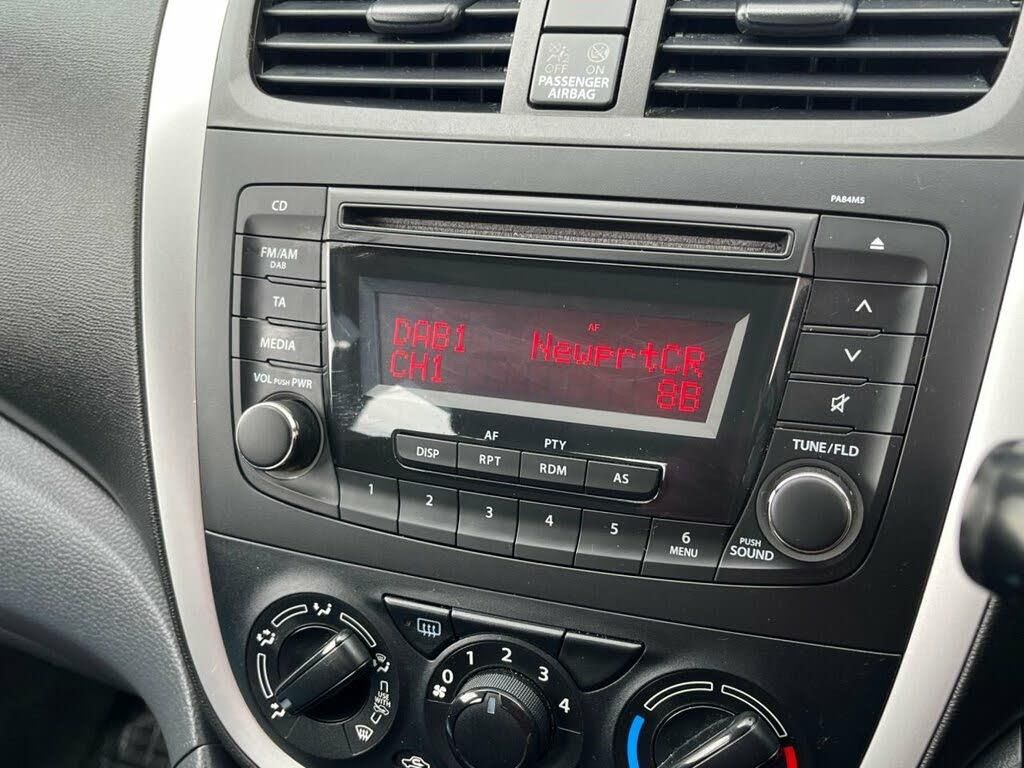 OFF ON
PASSENGER
AIRBAG
PA84M5
CD
FM/AM
DAB
TA
MEDIA
VOL PUSH PWR
AF
DAB1 NewprtCR
CH1 8B
AF PTY
DISP RPT RDM AS
TUNE/FLD
1 2 3 4 5 6
MENU
PUSH
SOUND
0 1 2 3 4
USE
WITH